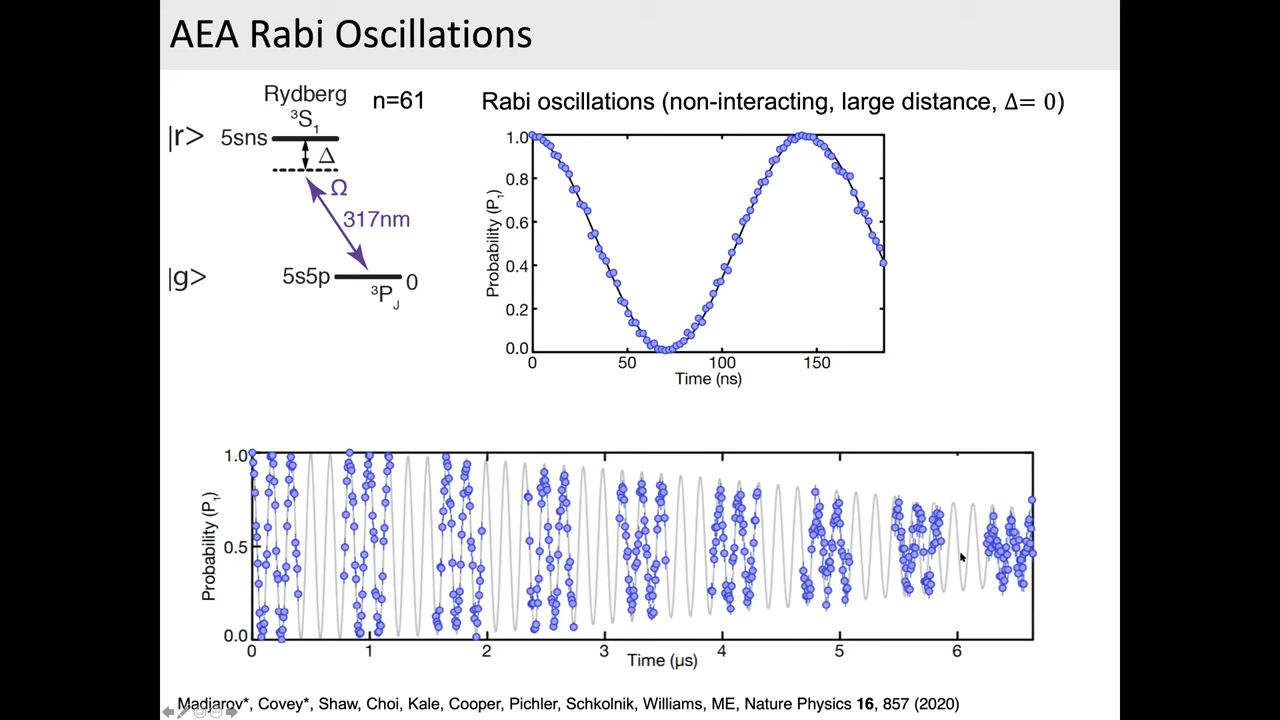 AEA Rabi Oscillations
Rydberg
n=61
³S₁
|r>
5sns
Δ
Ω
317nm
|g>
5s5p
0
³P_J
Rabi oscillations (non-interacting, large distance, Δ= 0)
1.0
0.8
0.6
0.4
0.2
0.0
Probability (P₁)
0 50 100 150
Time (ns)
1.0
0.5
0.0
Probability (P₁)
0 1 2 3 4 5 6
Time (µs)
Madjarov*, Covey*, Shaw, Choi, Kale, Cooper, Pichler, Schkolnik, Williams, ME, Nature Physics 16, 857 (2020)